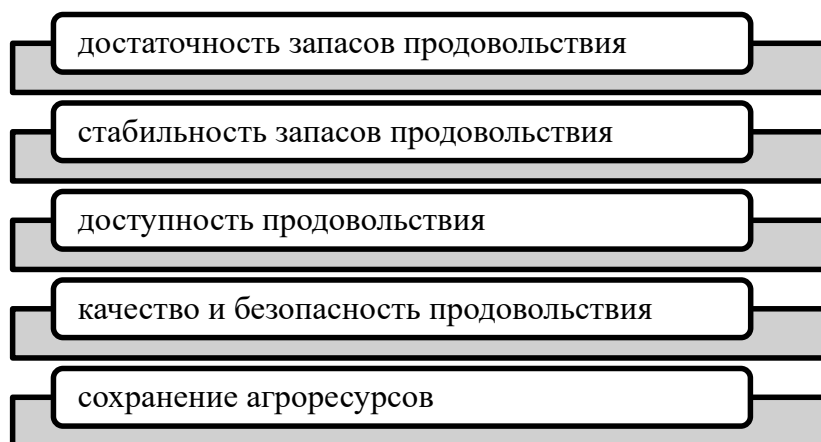 достаточность запасов продовольствия
стабильность запасов продовольствия
доступность продовольствия
качество и безопасность продовольствия
сохранение агроресурсов